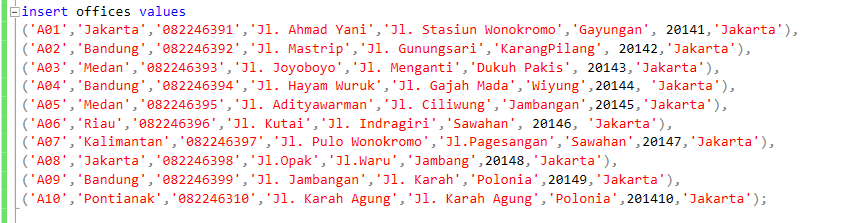 insert offices values
('A01','Jakarta','082246391','Jl. Ahmad Yani','Jl. Stasiun Wonokromo','Gayungan', 20141,'Jakarta'),
('A02','Bandung','082246392','Jl. Mastrip','Jl. Gunungsari','KarangPilang', 20142,'Jakarta'),
('A03','Medan','082246393','Jl. Joyoboyo','Jl. Menganti','Dukuh Pakis', 20143,'Jakarta'),
('A04','Bandung','082246394','Jl. Hayam Wuruk','Jl. Gajah Mada','Wiyung',20144, 'Jakarta'),
('A05','Medan','082246395','Jl. Adityawarman','Jl. Ciliwung','Jambangan',20145,'Jakarta'),
('A06','Riau','082246396','Jl. Kutai','Jl. Indragiri','Sawahan', 20146, 'Jakarta'),
('A07','Kalimantan','082246397','Jl. Pulo Wonokromo','Jl.Pagesangan','Sawahan',20147,'Jakarta'),
('A08','Jakarta','082246398','Jl.Opak','Jl.Waru','Jambang',20148,'Jakarta'),
('A09','Bandung','082246399','Jl. Jambangan','Jl. Karah','Polonia',20149,'Jakarta'),
('A10','Pontianak','082246310','Jl. Karah Agung','Jl. Karah Agung','Polonia',201410,'Jakarta');